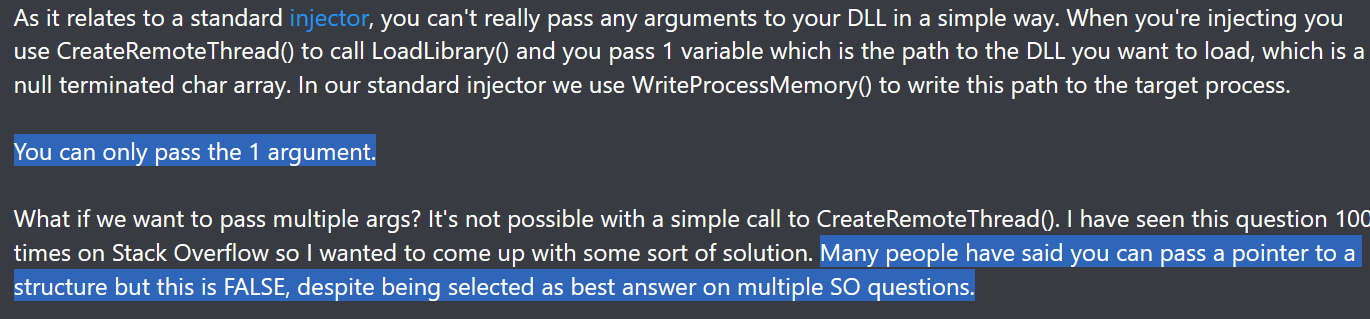 As it relates to a standard injector, you can't really pass any arguments to your DLL in a simple way. When you're injecting you
use CreateRemoteThread() to call LoadLibrary() and you pass 1 variable which is the path to the DLL you want to load, which is a
null terminated char array. In our standard injector we use WriteProcessMemory() to write this path to the target process.
You can only pass the 1 argument.
What if we want to pass multiple args? It's not possible with a simple call to CreateRemoteThread(). I have seen this question 100
times on Stack Overflow so I wanted to come up with some sort of solution. Many people have said you can pass a pointer to a
structure but this is FALSE, despite being selected as best answer on multiple SO questions.